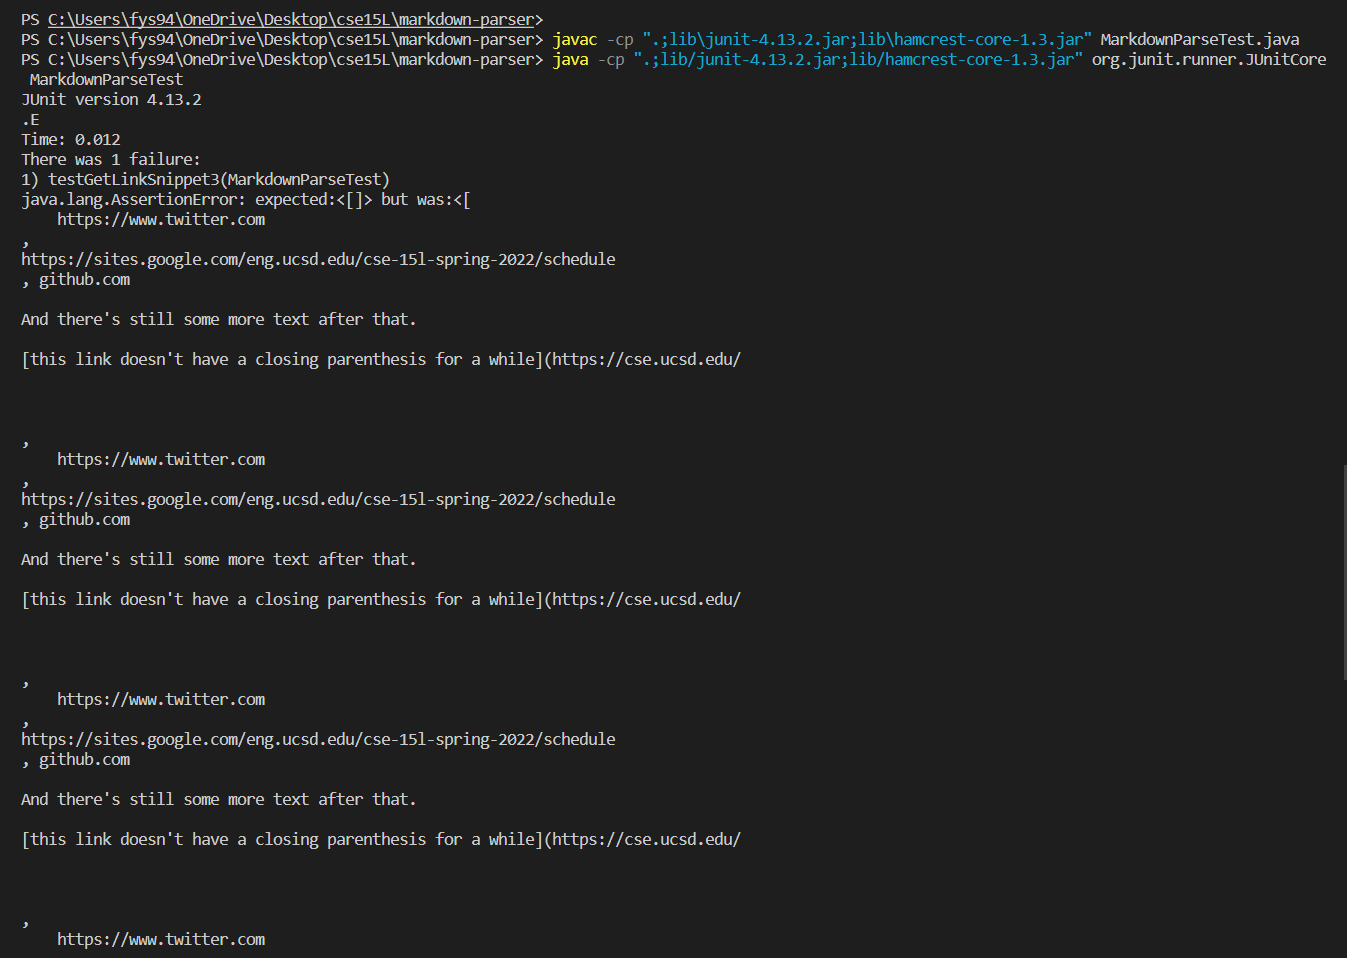 PS C:\Users\fys94\OneDrive\Desktop\cse15L\markdown-parser>
PS C:\Users\fys94\OneDrive\Desktop\cse15L\markdown-parser> javac -cp ".;lib\junit-4.13.2.jar;lib\hamcrest-core-1.3.jar" MarkdownParseTest.java
PS C:\Users\fys94\OneDrive\Desktop\cse15L\markdown-parser> java -cp ".;lib/junit-4.13.2.jar;lib/hamcrest-core-1.3.jar" org.junit.runner.JUnitCore
 MarkdownParseTest
JUnit version 4.13.2
.E
Time: 0.012
There was 1 failure:
1) testGetLinkSnippet3(MarkdownParseTest)
java.lang.AssertionError: expected:<[]> but was:<[
    https://www.twitter.com
,
https://sites.google.com/eng.ucsd.edu/cse-15l-spring-2022/schedule
, github.com

And there's still some more text after that.

[this link doesn't have a closing parenthesis for a while](https://cse.ucsd.edu/



,
    https://www.twitter.com
,
https://sites.google.com/eng.ucsd.edu/cse-15l-spring-2022/schedule
, github.com

And there's still some more text after that.

[this link doesn't have a closing parenthesis for a while](https://cse.ucsd.edu/



,
    https://www.twitter.com
,
https://sites.google.com/eng.ucsd.edu/cse-15l-spring-2022/schedule
, github.com

And there's still some more text after that.

[this link doesn't have a closing parenthesis for a while](https://cse.ucsd.edu/



,
    https://www.twitter.com